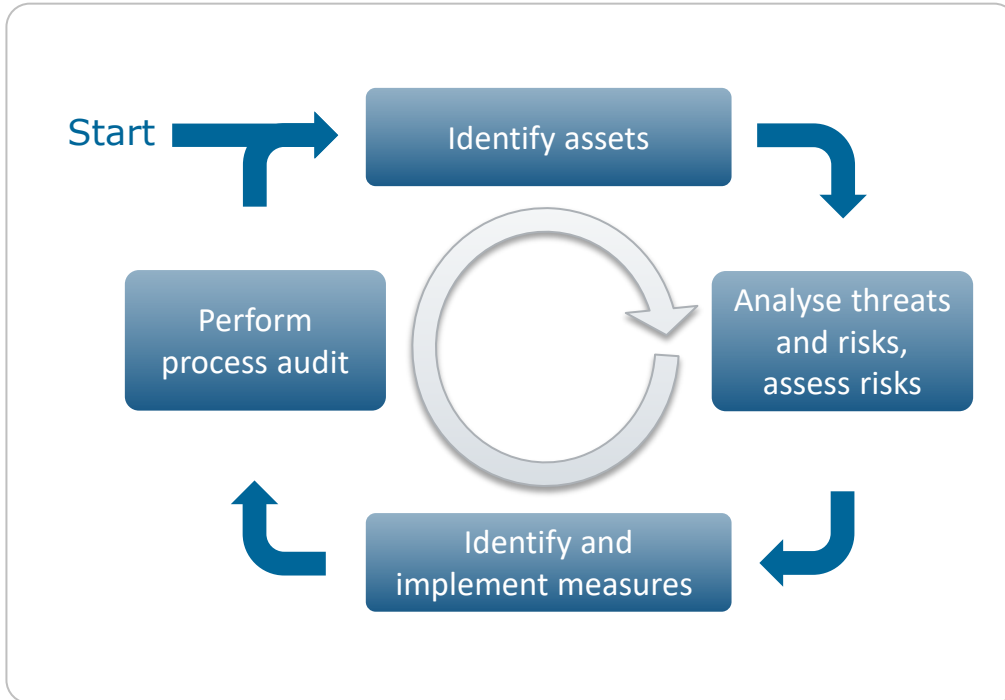 Start
Identify assets
Analyse threats
and risks,
assess risks
Identify and
implement measures
Perform
process audit